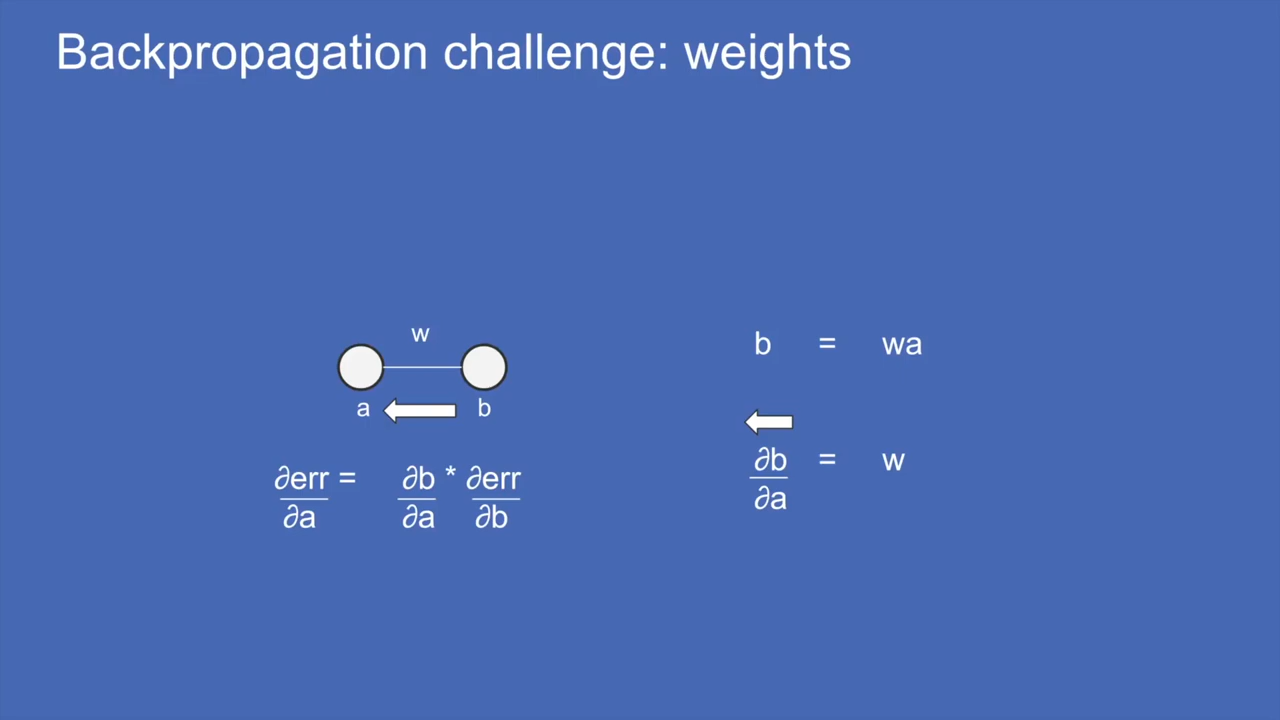 Backpropagation challenge: weights
w
a b
∂err = ∂b * ∂err
∂a ∂a ∂b
b = wa
∂b = w
∂a